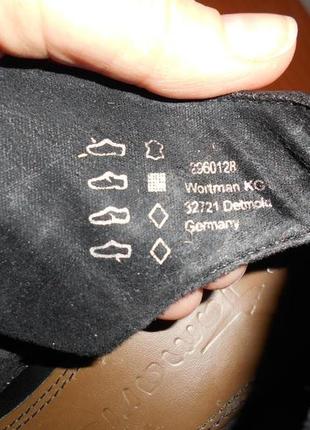 2960128
Wortman KG
32721 Detmold
Germany